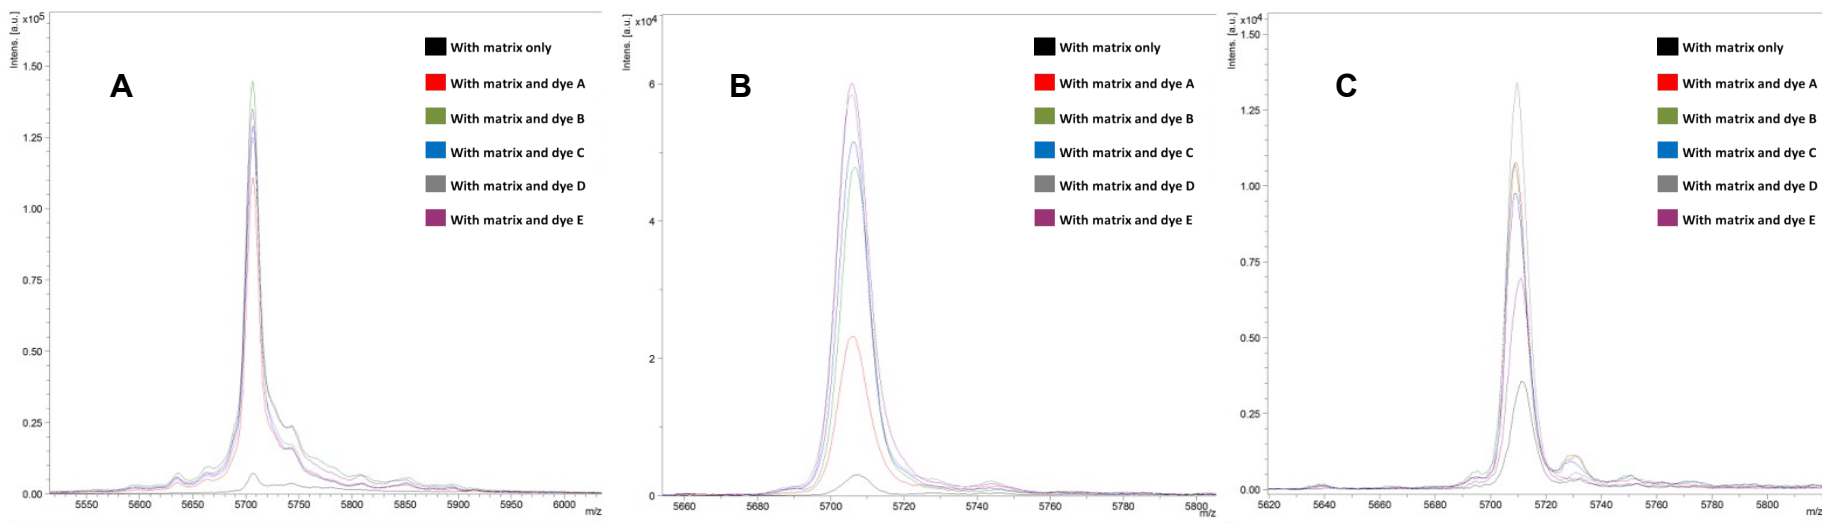 Intens. [a.u.]
x10⁵
A
With matrix only
With matrix and dye A
With matrix and dye B
With matrix and dye C
With matrix and dye D
With matrix and dye E
1.50
1.25
1.00
0.75
0.50
0.25
0.00
5550 5600 5650 5700 5750 5800 5850 5900 5950 6000
m/z
Intens. [a.u.]
x10⁴
B
With matrix only
With matrix and dye A
With matrix and dye B
With matrix and dye C
With matrix and dye D
With matrix and dye E
6
4
2
0
5660 5680 5700 5720 5740 5760 5780 5800
m/z
Intens. [a.u.]
x10⁴
C
With matrix only
With matrix and dye A
With matrix and dye B
With matrix and dye C
With matrix and dye D
With matrix and dye E
1.50
1.25
1.00
0.75
0.50
0.25
0.00
5620 5640 5660 5680 5700 5720 5740 5760 5780 5800
m/z